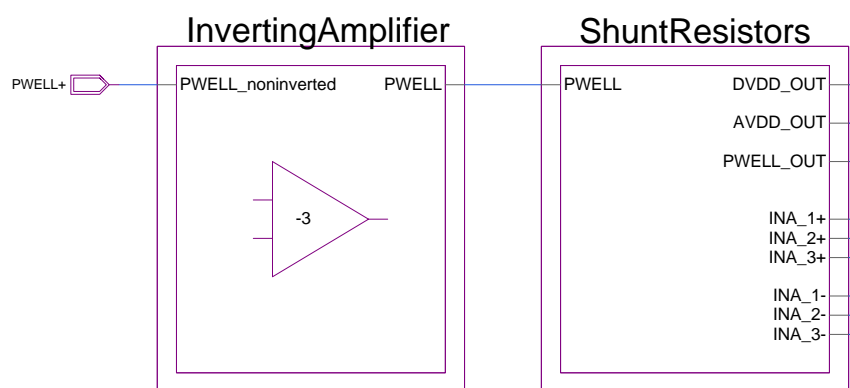 InvertingAmplifier
ShuntResistors
PWELL+
PWELL_noninverted
PWELL
PWELL
DVDD_OUT
AVDD_OUT
PWELL_OUT
-3
INA_1+
INA_2+
INA_3+
INA_1-
INA_2-
INA_3-